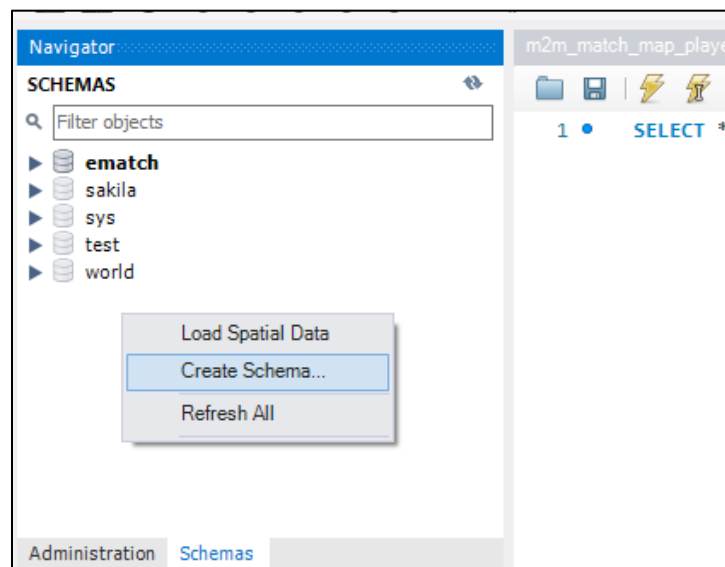 Navigator
SCHEMAS
Filter objects
ematch
sakila
sys
test
world
Load Spatial Data
Create Schema...
Refresh All
Administration Schemas
m2m_match_map_playe
1 SELECT *